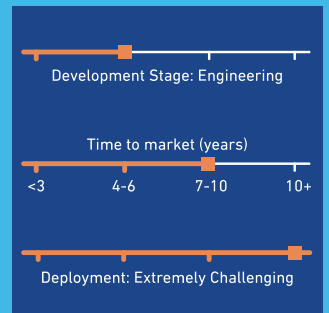 Development Stage: Engineering
Time to market (years)
<3 4-6 7-10 10+
Deployment: Extremely Challenging